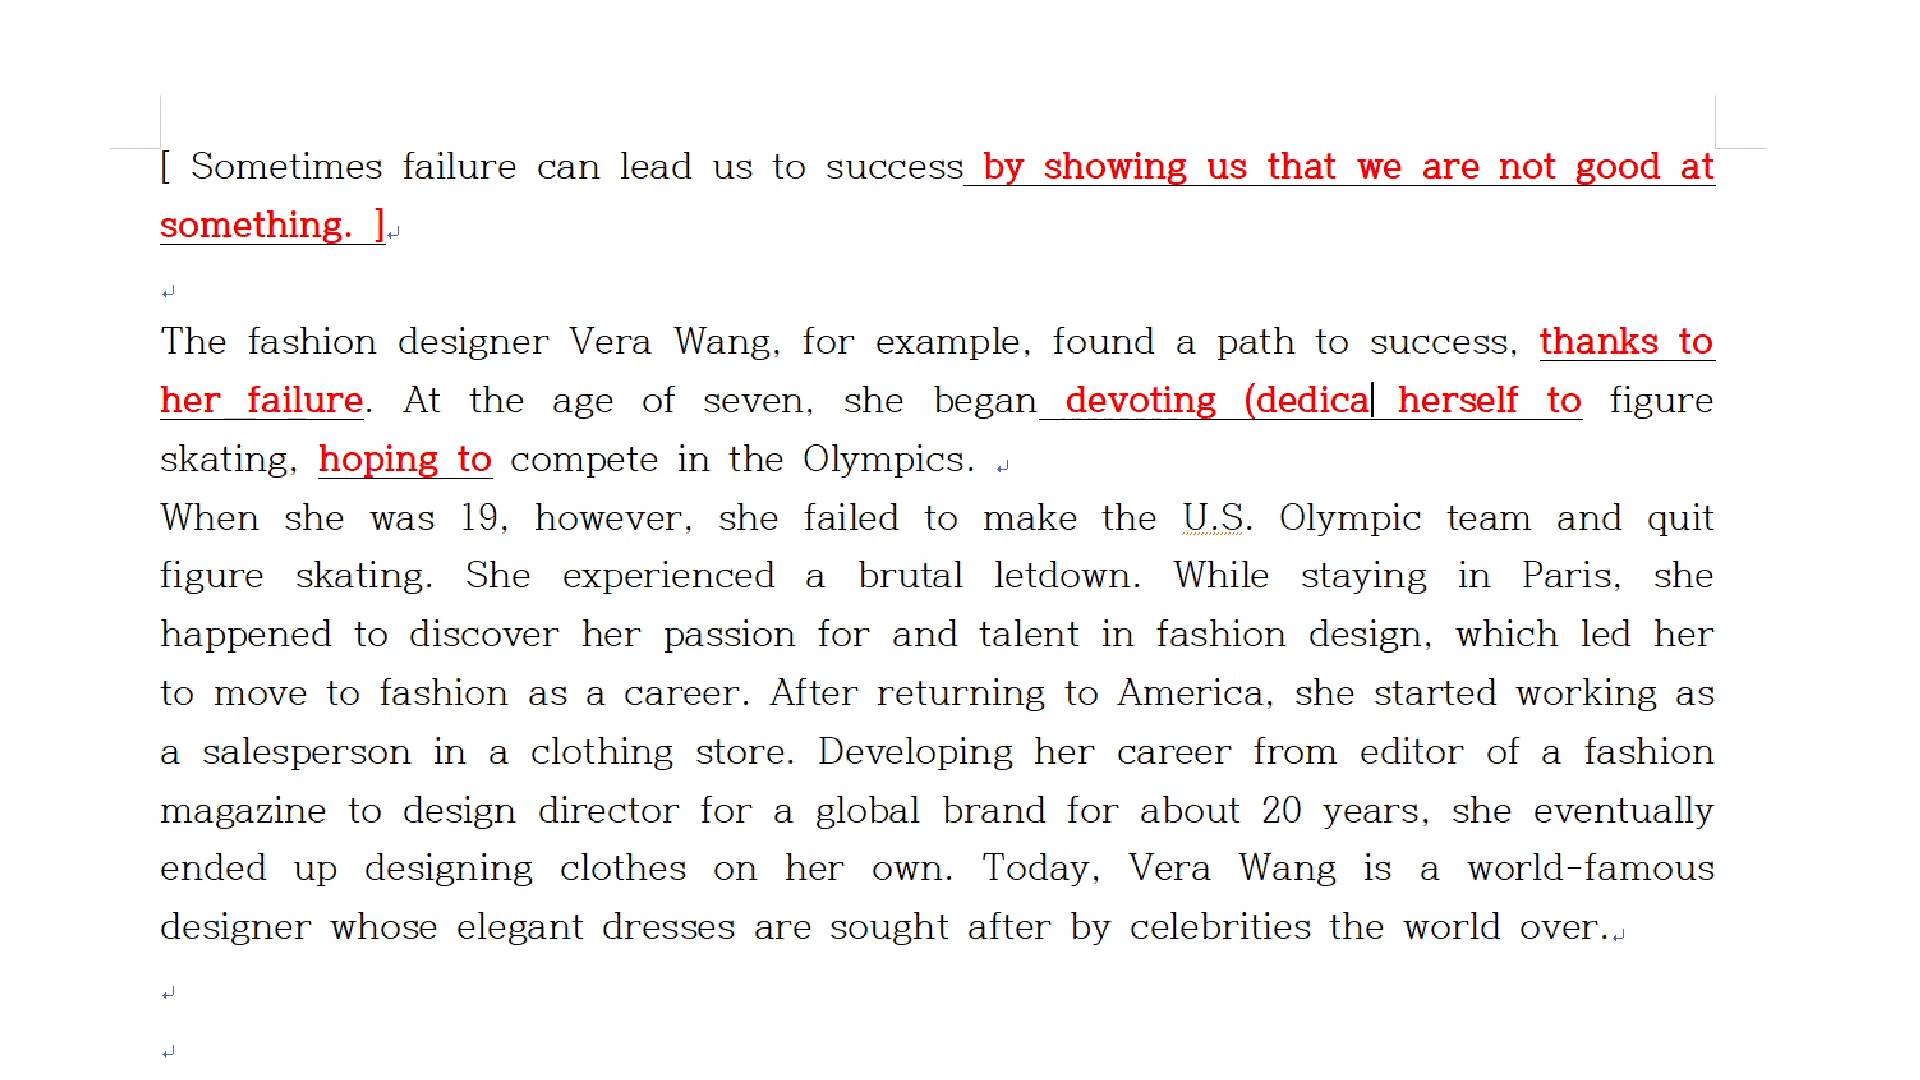 [ Sometimes failure can lead us to success by showing us that we are not good at
something. ]
The fashion designer Vera Wang, for example, found a path to success, thanks to
her failure. At the age of seven, she began devoting (dedica herself to figure
skating, hoping to compete in the Olympics.
When she was 19, however, she failed to make the U.S. Olympic team and quit
figure skating. She experienced a brutal letdown. While staying in Paris, she
happened to discover her passion for and talent in fashion design, which led her
to move to fashion as a career. After returning to America, she started working as
a salesperson in a clothing store. Developing her career from editor of a fashion
magazine to design director for a global brand for about 20 years, she eventually
ended up designing clothes on her own. Today, Vera Wang is a world-famous
designer whose elegant dresses are sought after by celebrities the world over.